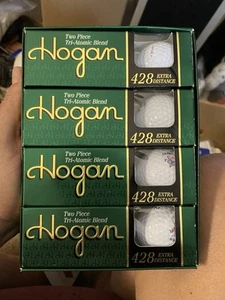 Two Piece
Tri-Atomic Blend
Hogan
428 EXTRA
DISTANCE
Two Piece
Tri-Atomic Blend
Hogan
428 EXTRA
DISTANCE
Two Piece
Tri-Atomic Blend
Hogan
428 EXTRA
DISTANCE
Two Piece
Tri-Atomic Blend
Hogan
428 EXTRA
DISTANCE